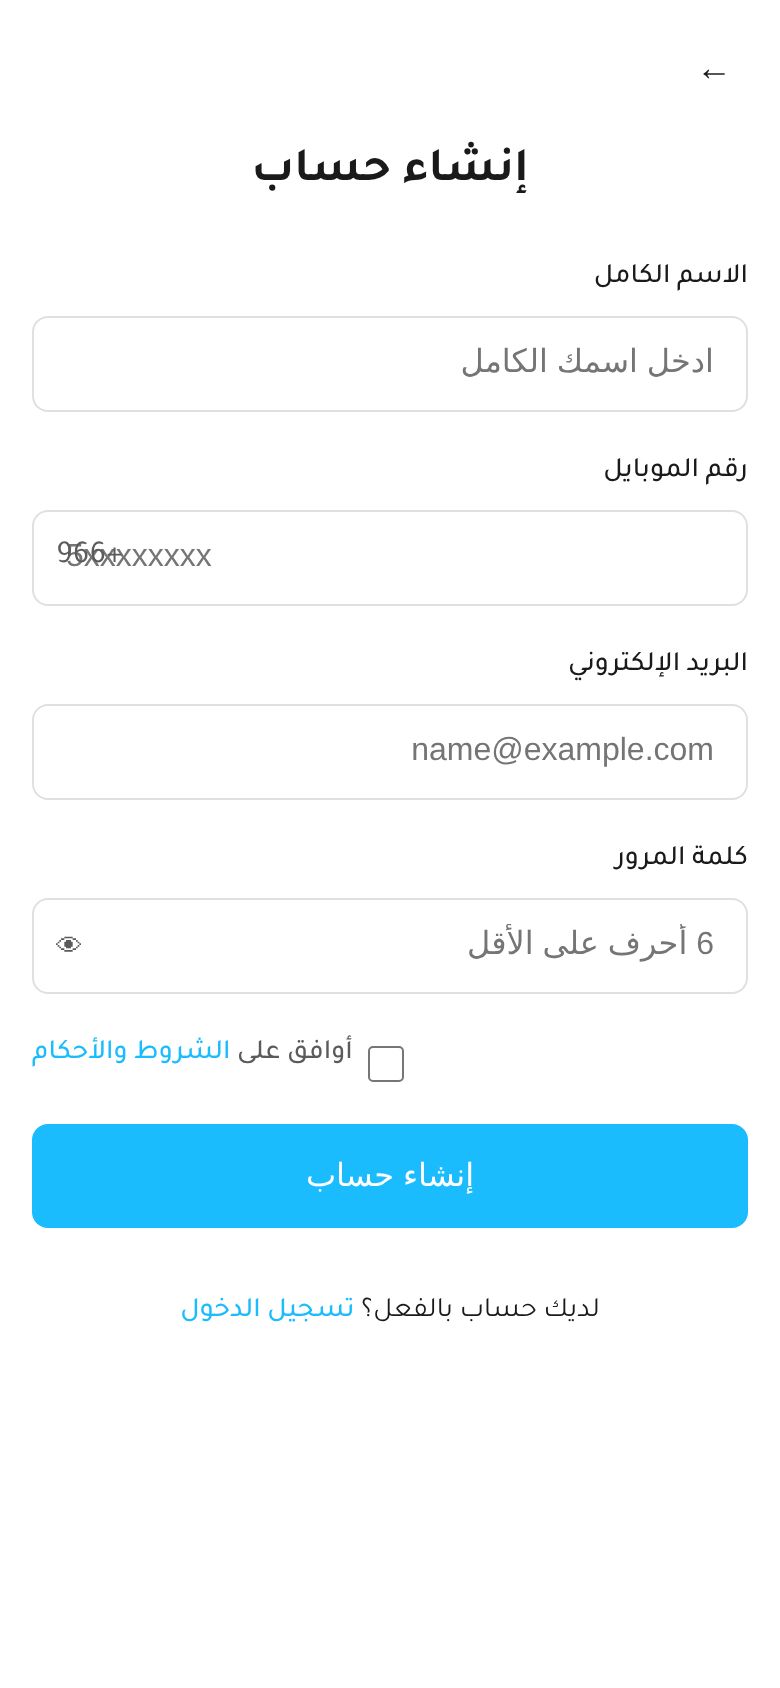 ←
إنشاء حساب
الاسم الكامل
ادخل اسمك الكامل
رقم الموبايل
966+
5xxxxxxxx
البريد الإلكتروني
name@example.com
كلمة المرور
6 أحرف على الأقل
أوافق على الشروط والأحكام
إنشاء حساب
لديك حساب بالفعل؟ تسجيل الدخول